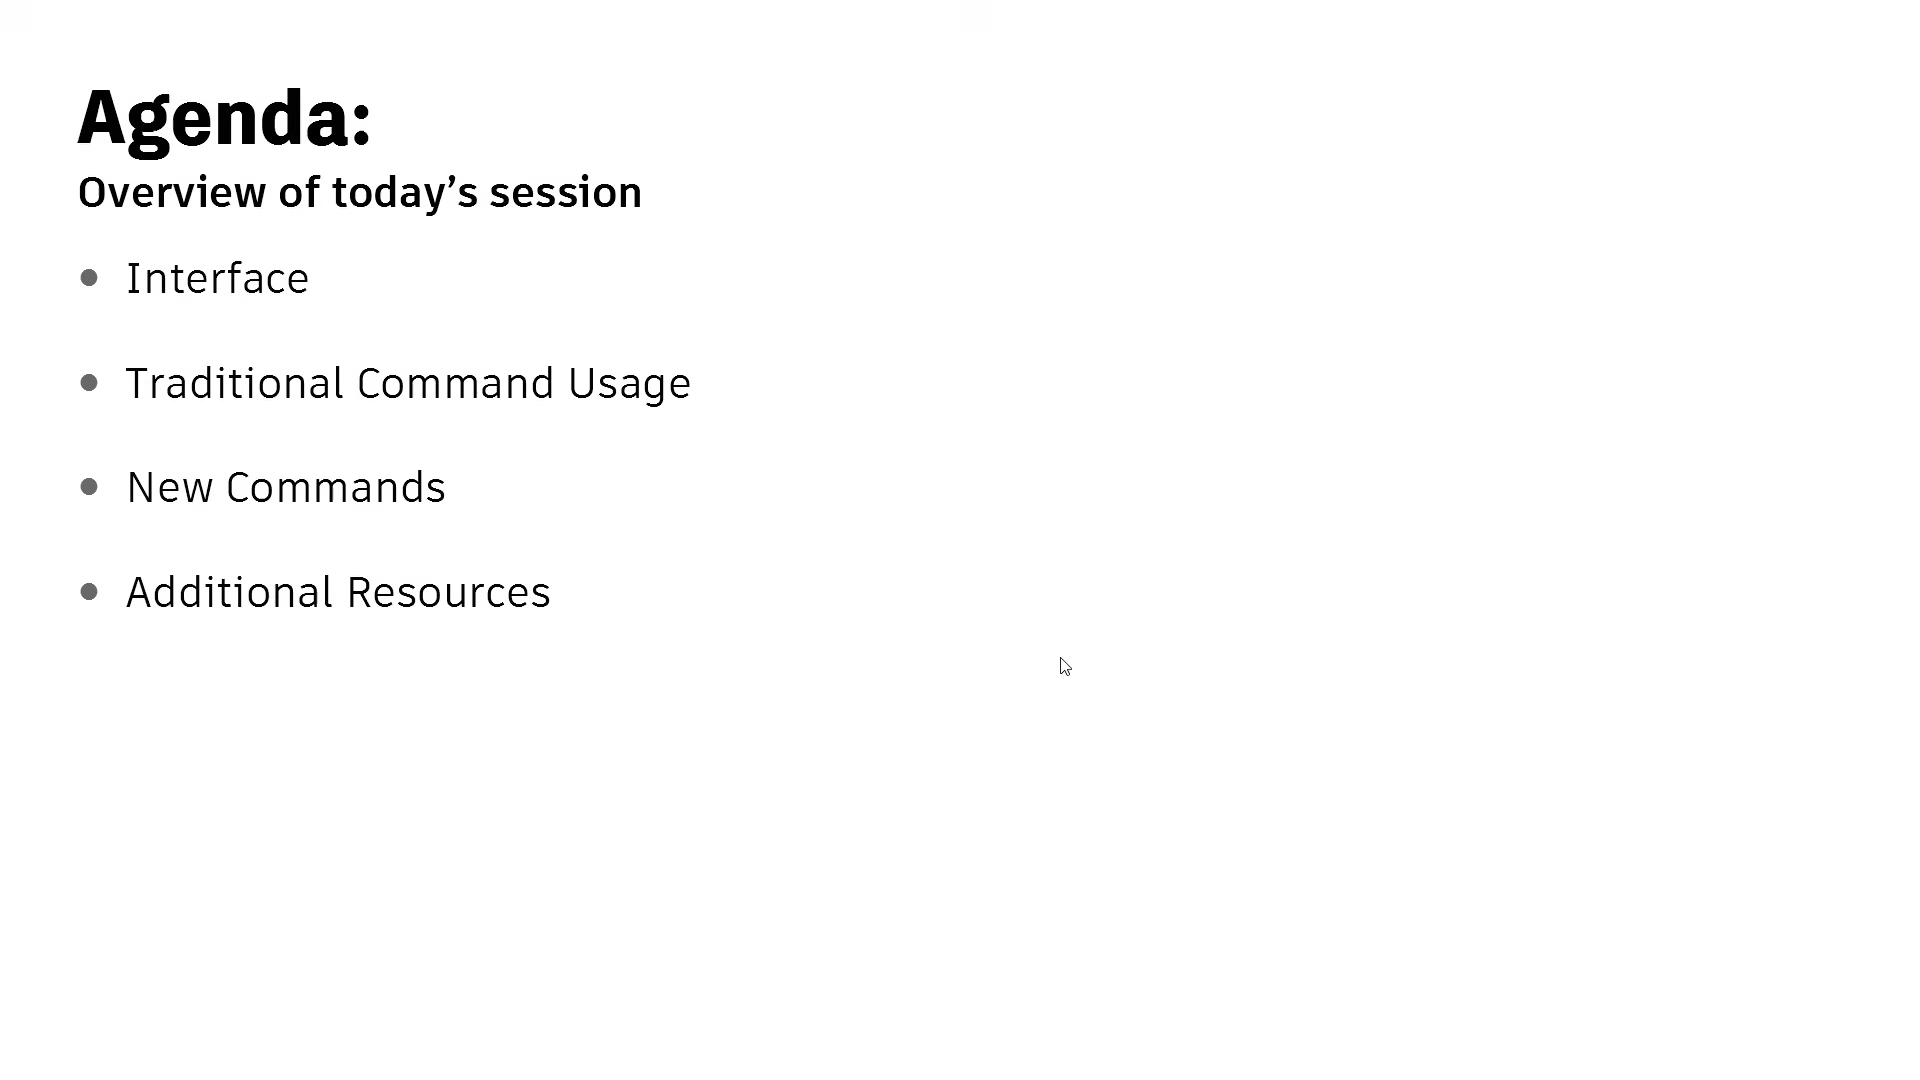 Agenda:
Overview of today’s session
• Interface
• Traditional Command Usage
• New Commands
• Additional Resources